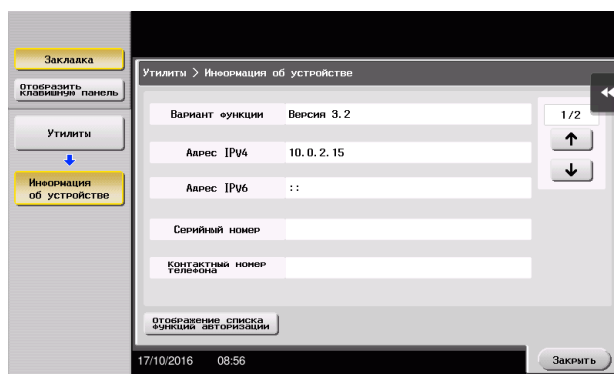 Закладка
Отобразить
клавишную панель
Утилиты
Информация
об устройстве
Утилиты > Информация об устройстве
Вариант функции Версия 3.2
1/2
Адрес IPV4 10.0.2.15
Адрес IPV6 ::
Серийный номер
Контактный номер
телефона
Отображение списка
функций авторизации
17/10/2016 08:56
Закрыть